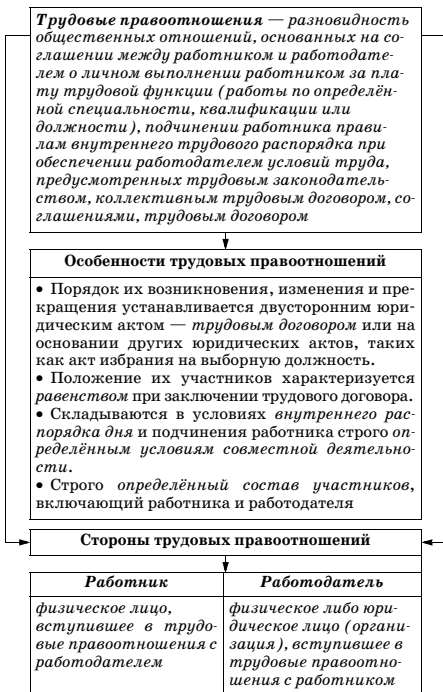 Трудовые правоотношения — разновидность
общественных отношений, основанных на со-
глашении между работником и работодате-
лем о личном выполнении работником за пла-
ту трудовой функции (работы по определён-
ной специальности, квалификации или
должности), подчинении работника прави-
лам внутреннего трудового распорядка при
обеспечении работодателем условий труда,
предусмотренных трудовым законодатель-
ством, коллективным трудовым договором, со-
глашениями, трудовым договором
Особенности трудовых правоотношений
• Порядок их возникновения, изменения и пре-
кращения устанавливается двусторонним юри-
дическим актом — трудовым договором или на
основании других юридических актов, таких
как акт избрания на выборную должность.
• Положение их участников характеризуется
равенством при заключении трудового договора.
• Складываются в условиях внутреннего рас-
порядка дня и подчинения работника строго оп-
ределённым условиям совместной деятельно-
сти.
• Строго определённый состав участников,
включающий работника и работодателя
Стороны трудовых правоотношений
Работник
физическое лицо,
вступившее в трудо-
вые правоотношения с
работодателем
Работодатель
физическое либо юри-
дическое лицо (органи-
зация), вступившее в
трудовые правоотно-
шения с работником